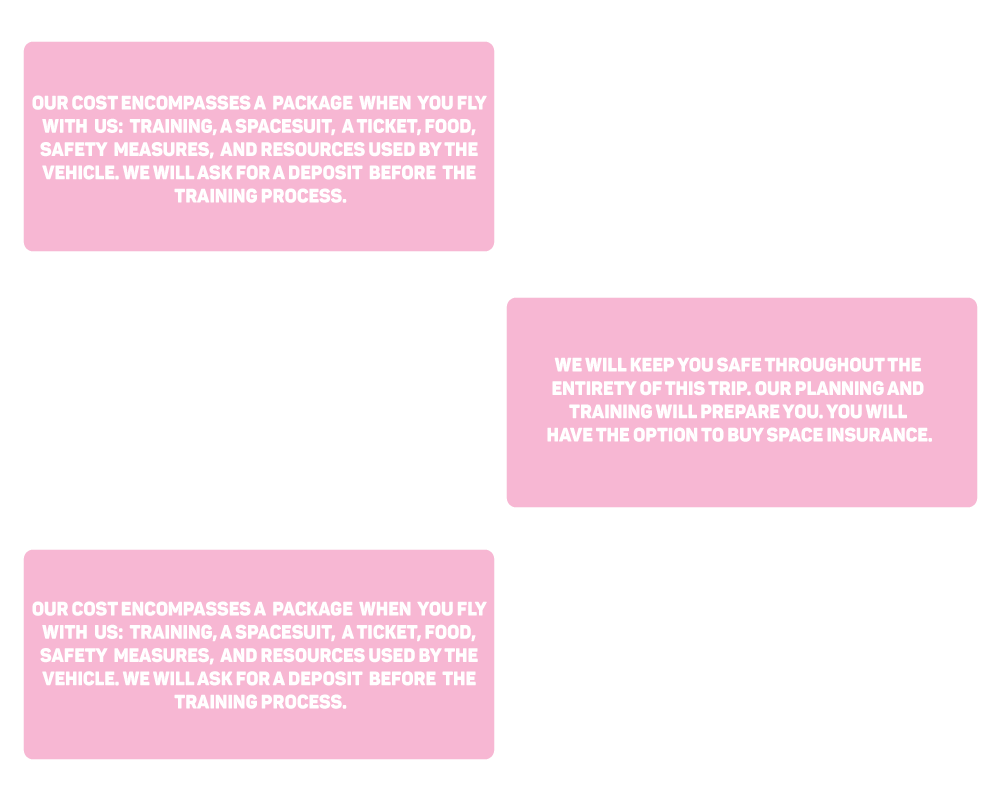 OUR COST ENCOMPASSES A PACKAGE WHEN YOU FLY
WITH US: TRAINING, A SPACESUIT, A TICKET, FOOD,
SAFETY MEASURES, AND RESOURCES USED BY THE
VEHICLE. WE WILL ASK FOR A DEPOSIT BEFORE THE
TRAINING PROCESS.
WE WILL KEEP YOU SAFE THROUGHOUT THE
ENTIRETY OF THIS TRIP. OUR PLANNING AND
TRAINING WILL PREPARE YOU. YOU WILL
HAVE THE OPTION TO BUY SPACE INSURANCE.
OUR COST ENCOMPASSES A PACKAGE WHEN YOU FLY
WITH US: TRAINING, A SPACESUIT, A TICKET, FOOD,
SAFETY MEASURES, AND RESOURCES USED BY THE
VEHICLE. WE WILL ASK FOR A DEPOSIT BEFORE THE
TRAINING PROCESS.